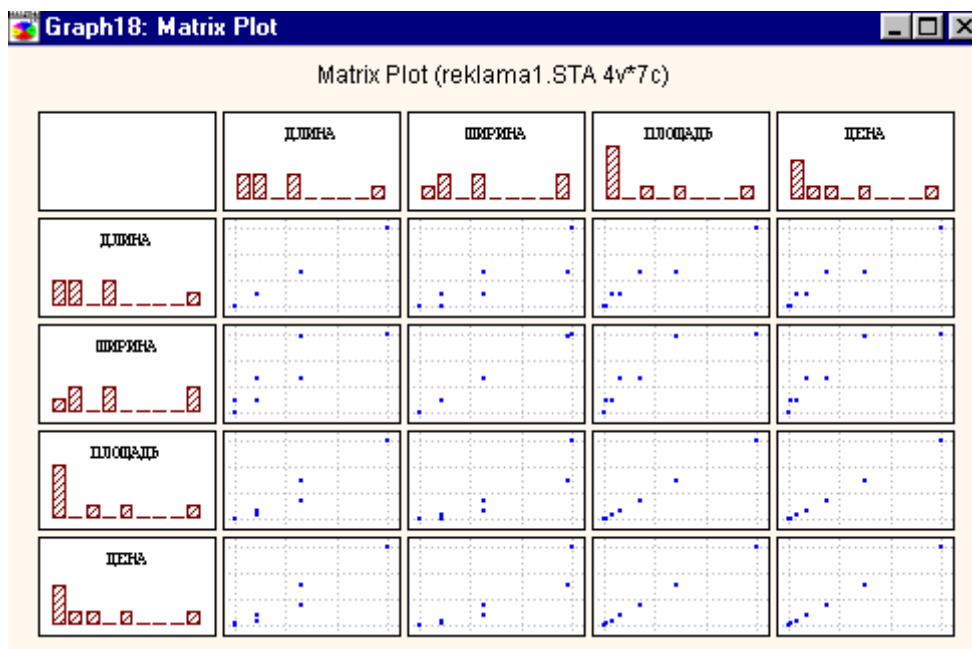 Graph18: Matrix Plot
Matrix Plot (reklama1.STA 4v*7c)
ДЛИНА
ШИРИНА
ПЛОЩАДЬ
ЦЕНА
ДЛИНА
ШИРИНА
ПЛОЩАДЬ
ЦЕНА